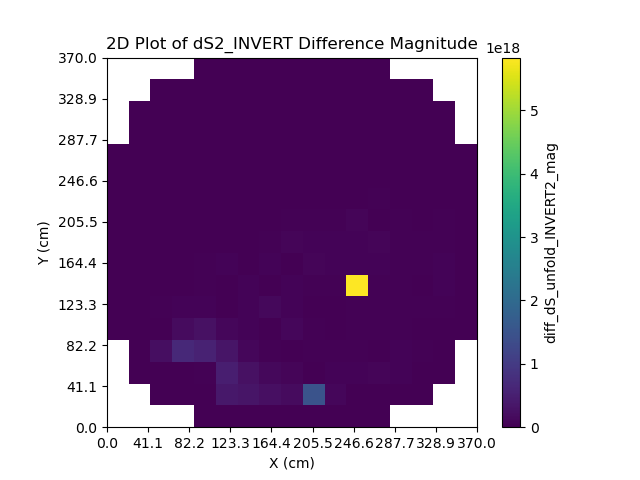 2D Plot of dS2_INVERT Difference Magnitude
1e18
370.0
328.9
287.7
246.6
205.5
164.4
123.3
82.2
41.1
0.0
Y (cm)
0.0 41.1 82.2 123.3 164.4 205.5 246.6 287.7 328.9 370.0
X (cm)
5
4
3
2
1
0
diff_dS_unfold_INVERT2_mag